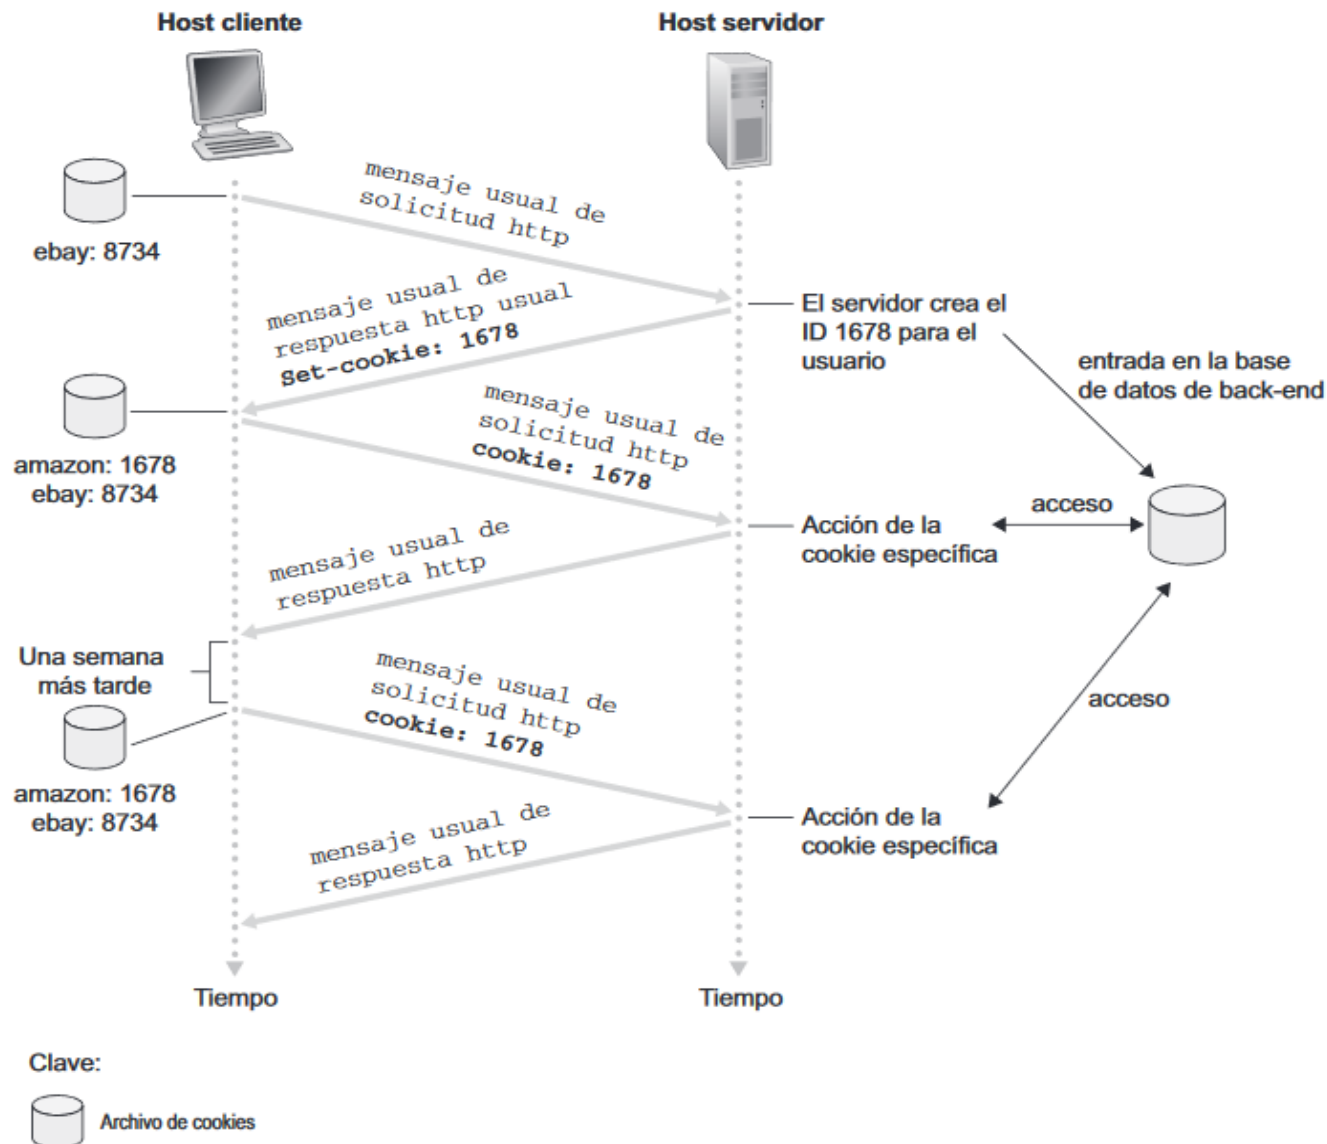 Host cliente
Host servidor
mensaje usual de
solicitud http
ebay: 8734
mensaje usual de
respuesta http usual
Set-cookie: 1678
El servidor crea el
ID 1678 para el
usuario
entrada en la base
de datos de back-end
mensaje usual de
solicitud http
cookie: 1678
amazon: 1678
ebay: 8734
acceso
Acción de la
cookie específica
mensaje usual de
respuesta http
Una semana
más tarde
mensaje usual de
solicitud http
cookie: 1678
acceso
amazon: 1678
ebay: 8734
Acción de la
cookie específica
mensaje usual de
respuesta http
Tiempo
Tiempo
Clave:
Archivo de cookies